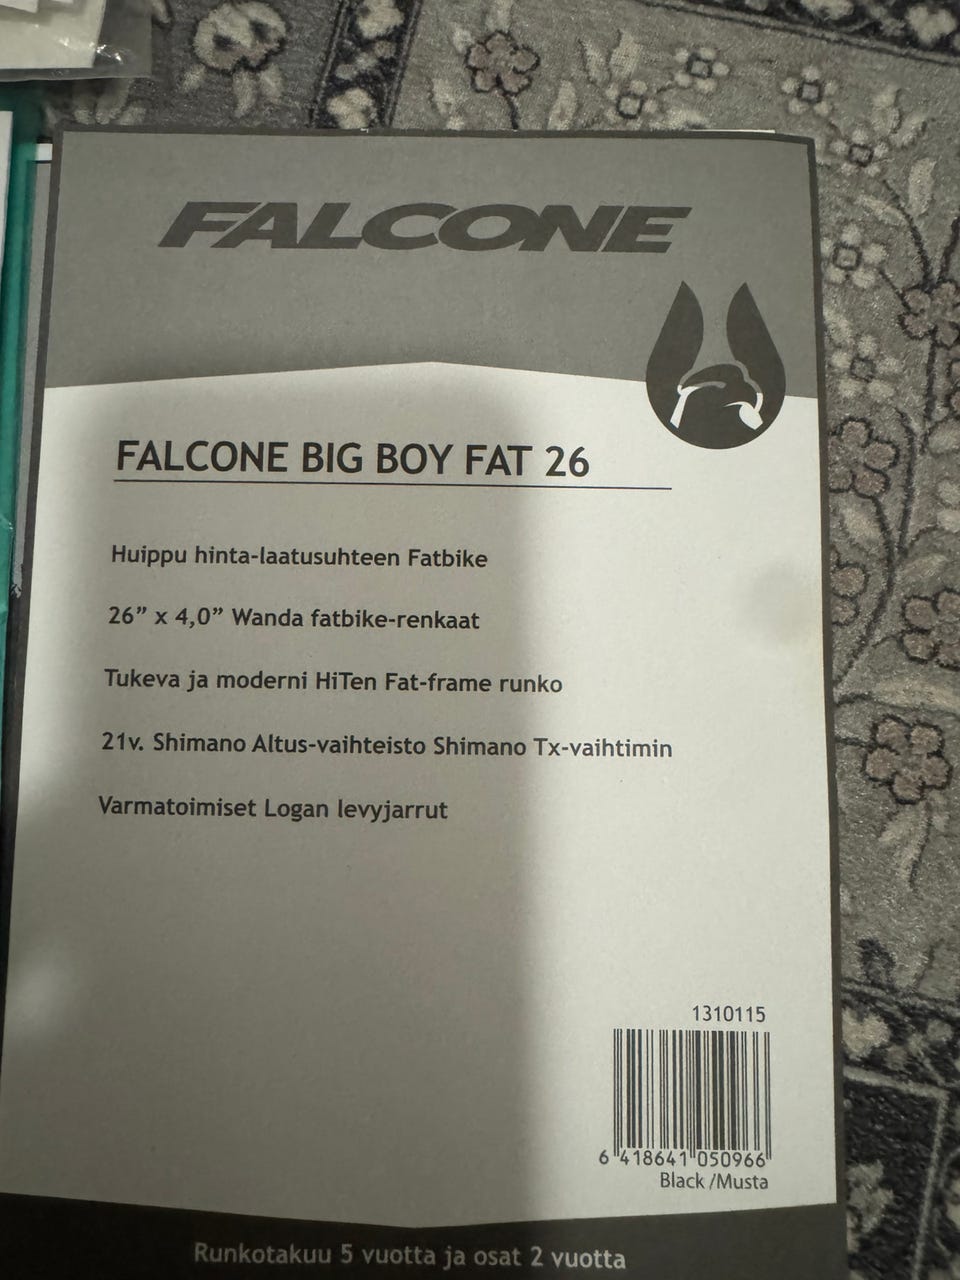 FALCONE
FALCONE BIG BOY FAT 26
Huippu hinta-laatusuhteen Fatbike
26” x 4,0” Wanda fatbike-renkaat
Tukeva ja moderni HiTen Fat-frame runko
21v. Shimano Altus-vaihteisto Shimano Tx-vaihtimin
Varmatoimiset Logan levyjarrut
1310115
6 418641 050966
Black /Musta
Runkotakuu 5 vuotta ja osat 2 vuotta